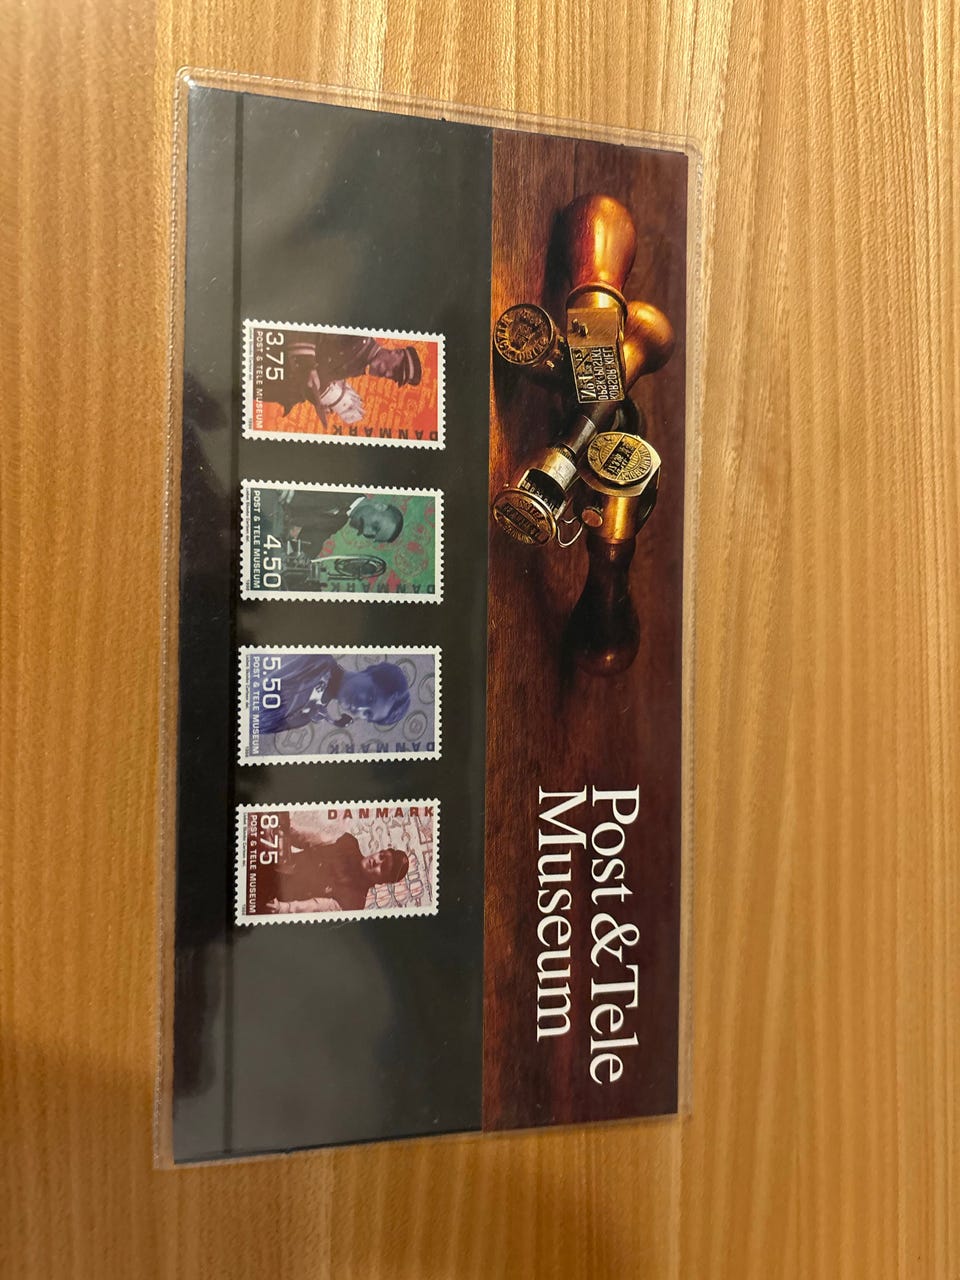 Post & Tele
Museum
DANMARK
3.75
POST & TELE MUSEUM
DANMARK
4.50
POST & TELE MUSEUM
DANMARK
5.50
POST & TELE MUSEUM
DANMARK
8.75
POST & TELE MUSEUM